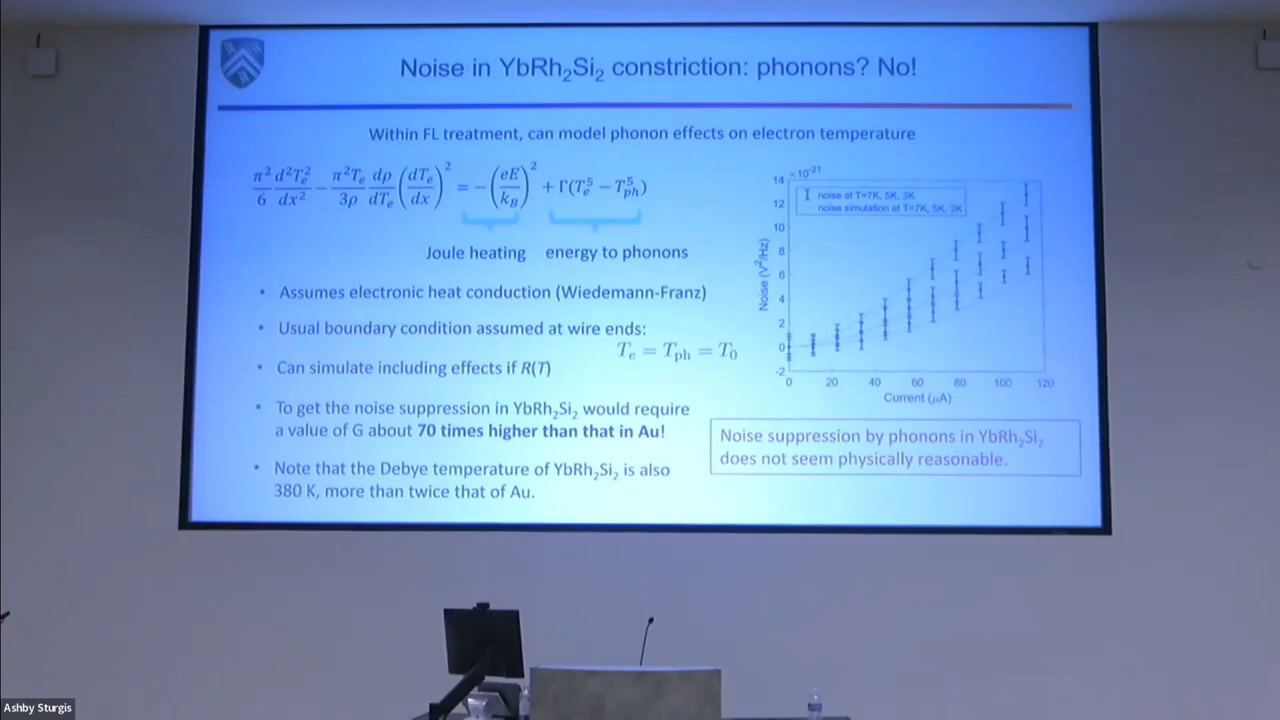 Noise in YbRh₂Si₂ constriction: phonons? No!
Within FL treatment, can model phonon effects on electron temperature
π²/6 d²Tₑ²/dx² − π²Tₑ/3ρ dρ/dTₑ (dTₑ/dx)² = −(eE/k_B)² + Γ(Tₑ⁵ − T_ph⁵)
Joule heating energy to phonons
• Assumes electronic heat conduction (Wiedemann-Franz)
• Usual boundary condition assumed at wire ends:
Tₑ = T_ph = T₀
• Can simulate including effects if R(T)
• To get the noise suppression in YbRh₂Si₂ would require
a value of G about 70 times higher than that in Au!
• Note that the Debye temperature of YbRh₂Si₂ is also
380 K, more than twice that of Au.
×10⁻²¹
noise at T=7K, 5K, 3K
noise simulation at T=7K, 5K, 3K
Noise (V²/Hz)
14
12
10
8
6
4
2
0
-2
0 20 40 60 80 100 120
Current (μA)
Noise suppression by phonons in YbRh₂Si₂
does not seem physically reasonable.
Ashby Sturgis